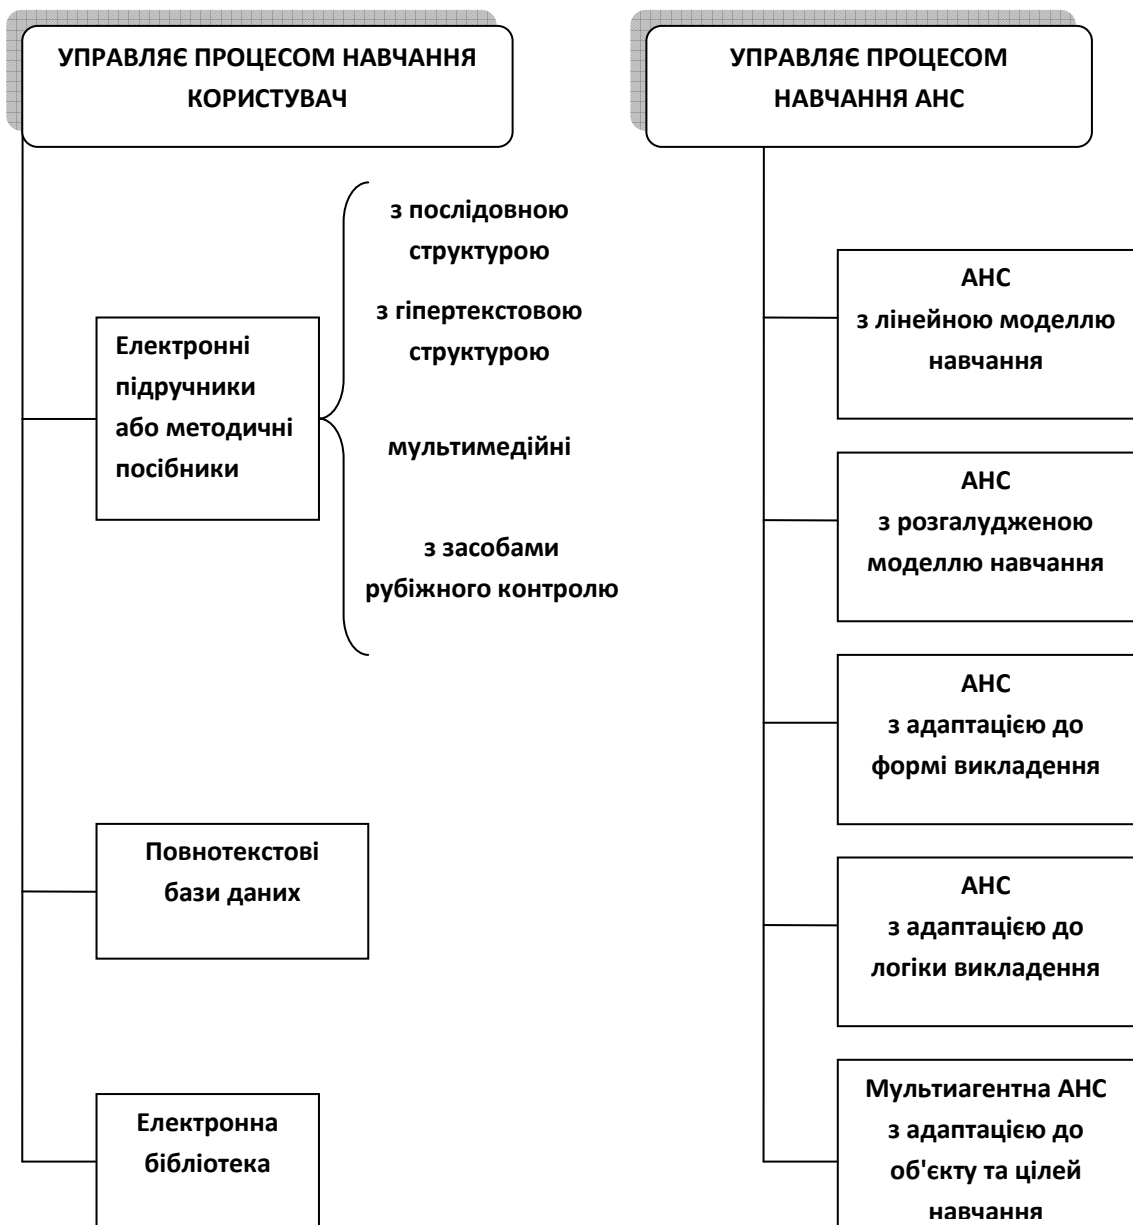 УПРАВЛЯЄ ПРОЦЕСОМ НАВЧАННЯ
КОРИСТУВАЧ
з послідовною
структурою
з гіпертекстовою
структурою
Електронні
підручники
або методичні
посібники
мультимедійні
з засобами
рубіжного контролю
Повнотекстові
бази даних
Електронна
бібліотека
УПРАВЛЯЄ ПРОЦЕСОМ
НАВЧАННЯ АНС
АНС
з лінейною моделлю
навчання
АНС
з розгалудженою
моделлю навчання
АНС
з адаптацією до
формі викладення
АНС
з адаптацією до
логіки викладення
Мультиагентна АНС
з адаптацією до
об'єкту та цілей
навчання